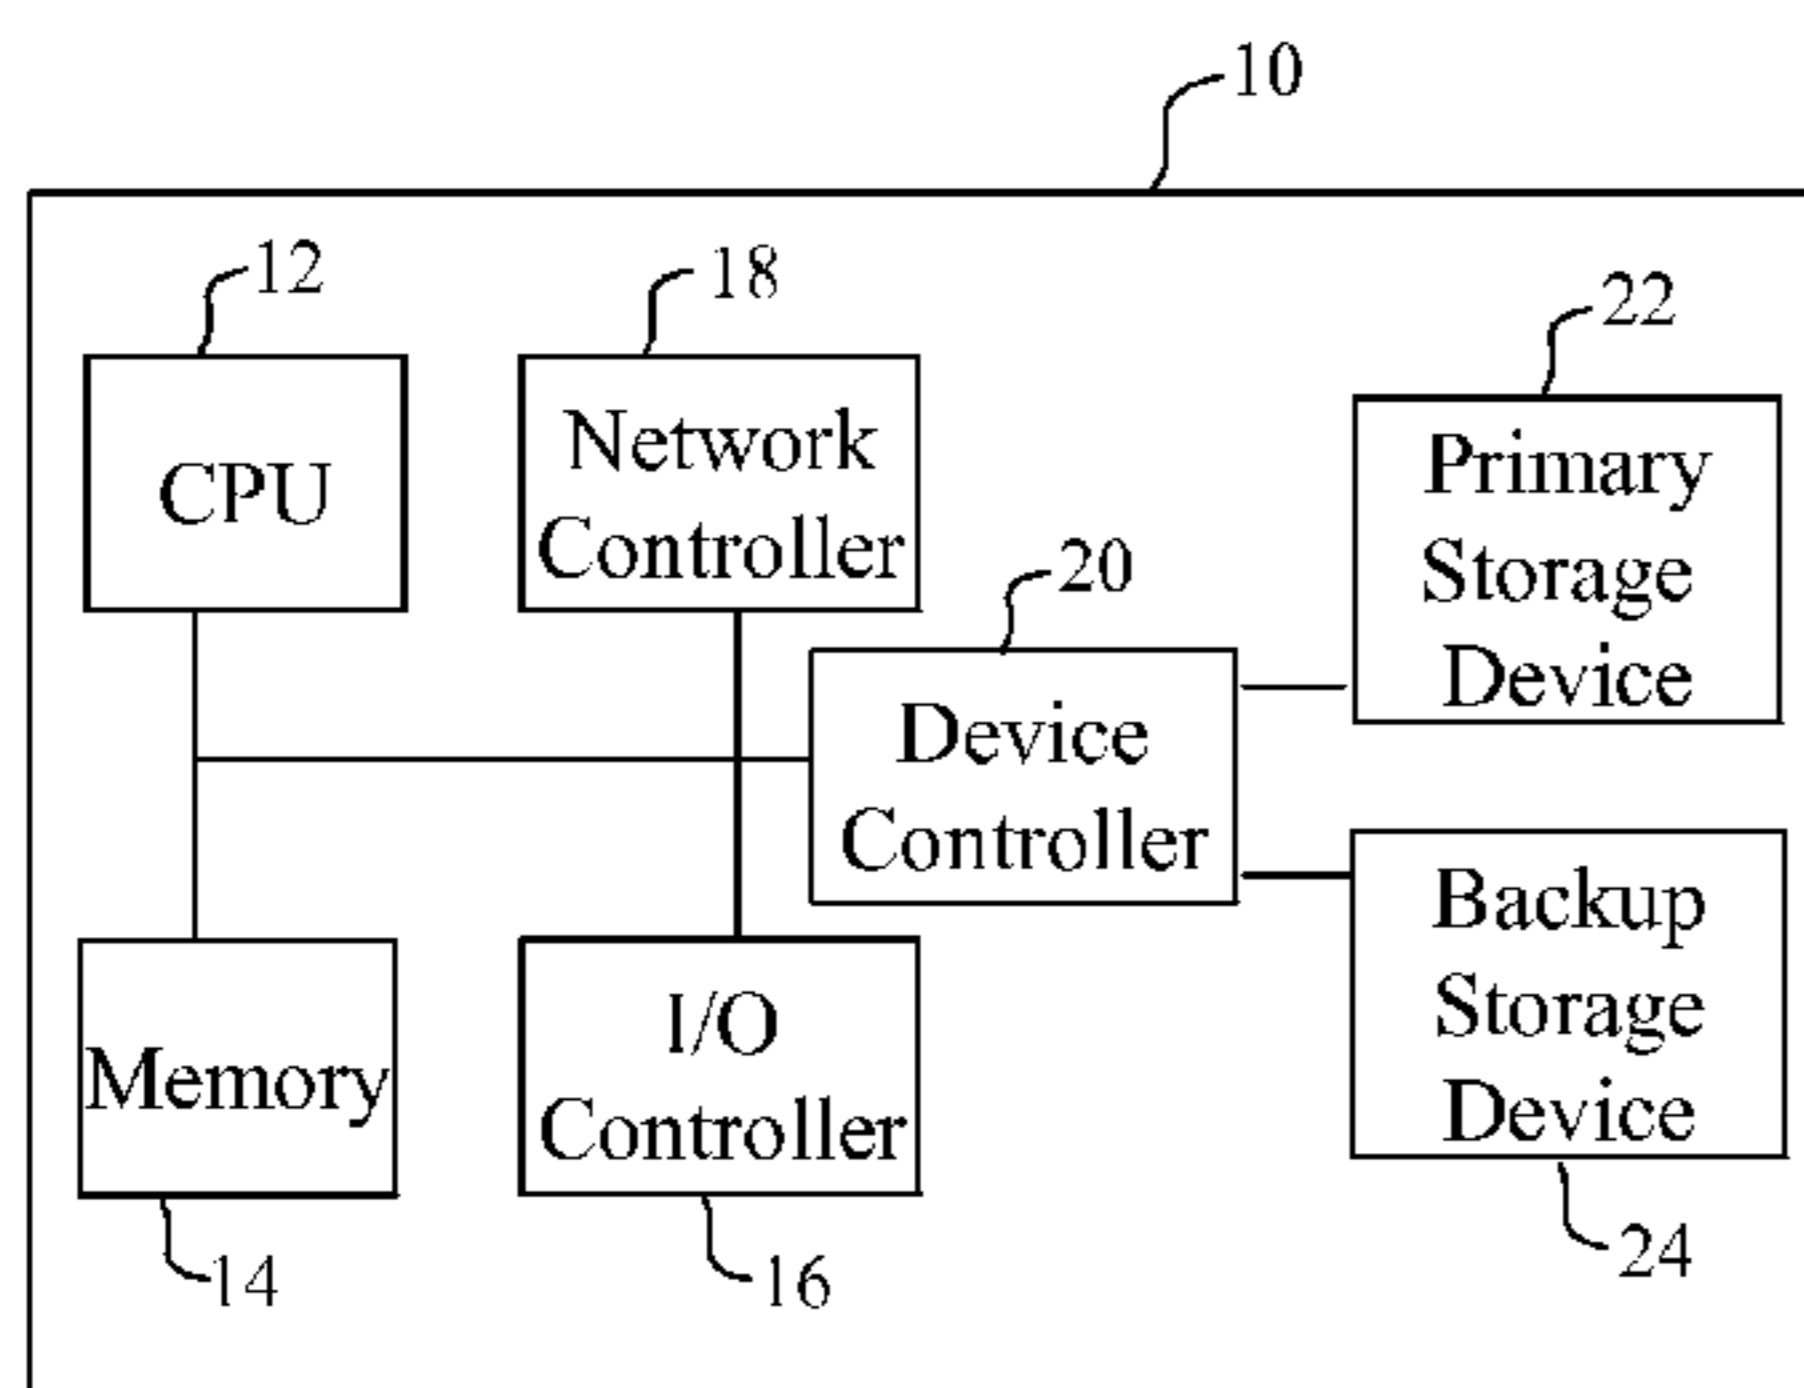 10
12
18
22
CPU
Network
Controller
Primary
Storage
Device
20
Device
Controller
Memory
I/O
Controller
Backup
Storage
Device
14
16
24